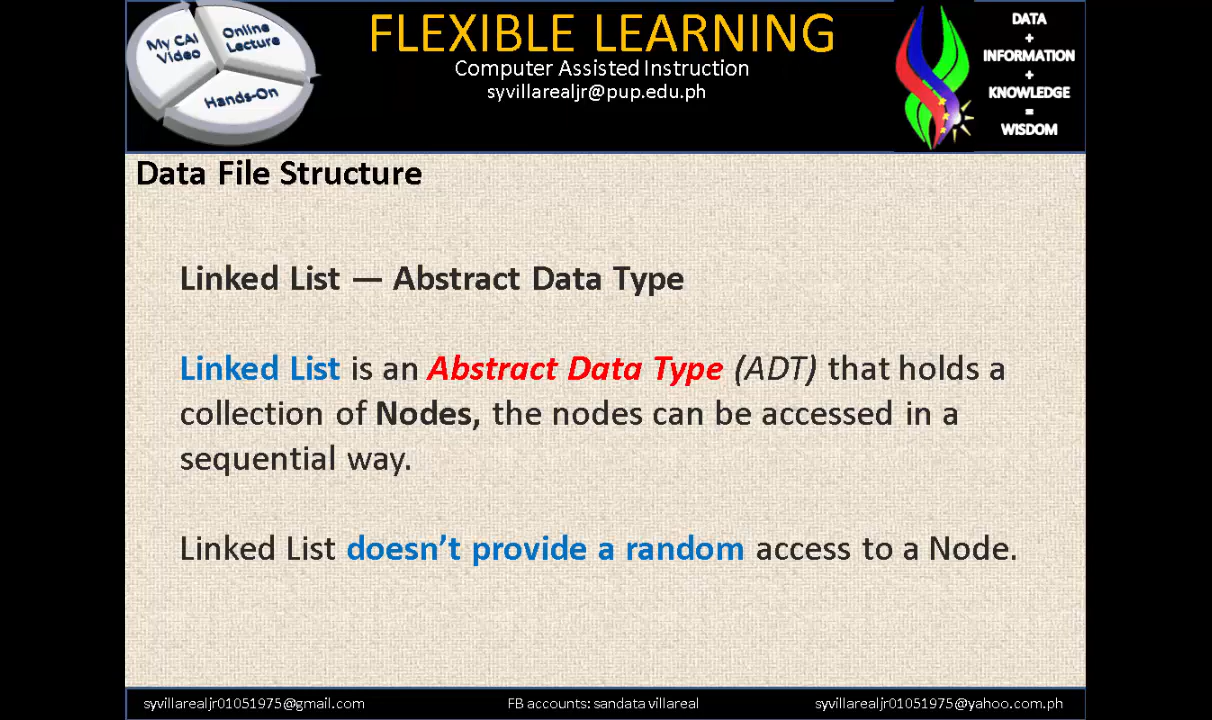 My CAI
Video
Online
Lecture
Hands-On
FLEXIBLE LEARNING
Computer Assisted Instruction
syvillarealjr@pup.edu.ph
DATA
+
INFORMATION
+
KNOWLEDGE
=
WISDOM
Data File Structure
Linked List — Abstract Data Type
Linked List is an Abstract Data Type (ADT) that holds a
collection of Nodes, the nodes can be accessed in a
sequential way.
Linked List doesn’t provide a random access to a Node.
syvillarealjr01051975@gmail.com
FB accounts: sandata villareal
syvillarealjr01051975@yahoo.com.ph